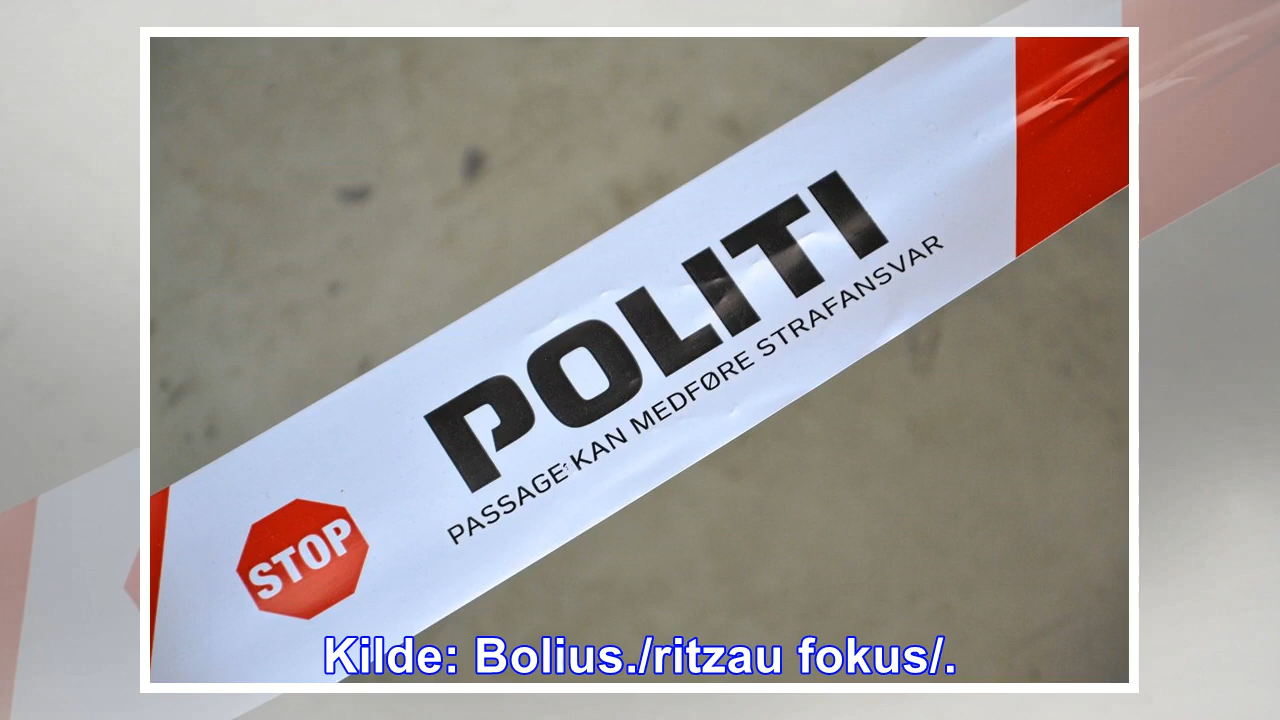 POLITI
PASSAGE KAN MEDFØRE STRAFANSVAR
STOP
Kilde: Bolius./ritzau fokus/.